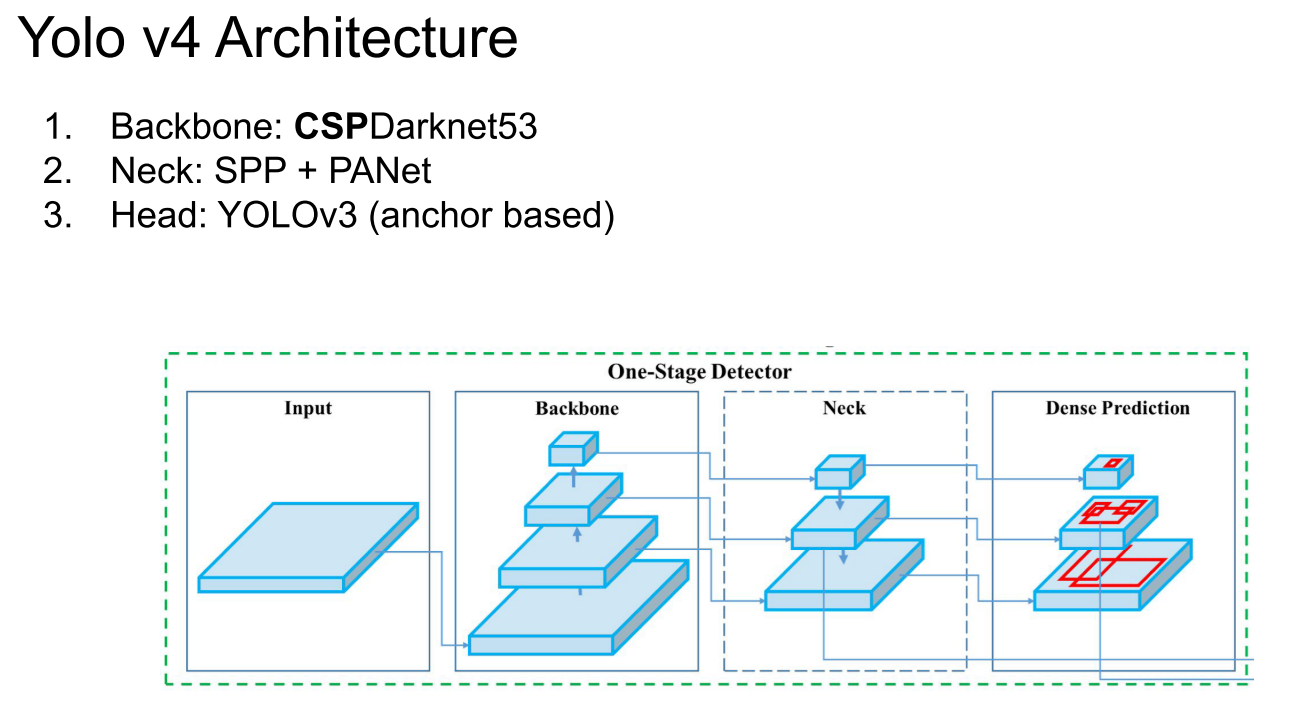 Yolo v4 Architecture
1. Backbone: CSPDarknet53
2. Neck: SPP + PANet
3. Head: YOLOv3 (anchor based)
One-Stage Detector
Input
Backbone
Neck
Dense Prediction